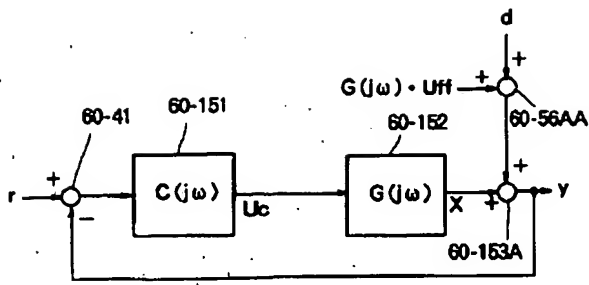 d
+
G(jω)・Uff
+
60-56AA
60-41
60-151
60-152
+
r
+
−
C(jω)
Uc
G(jω)
X
+
y
60-153A